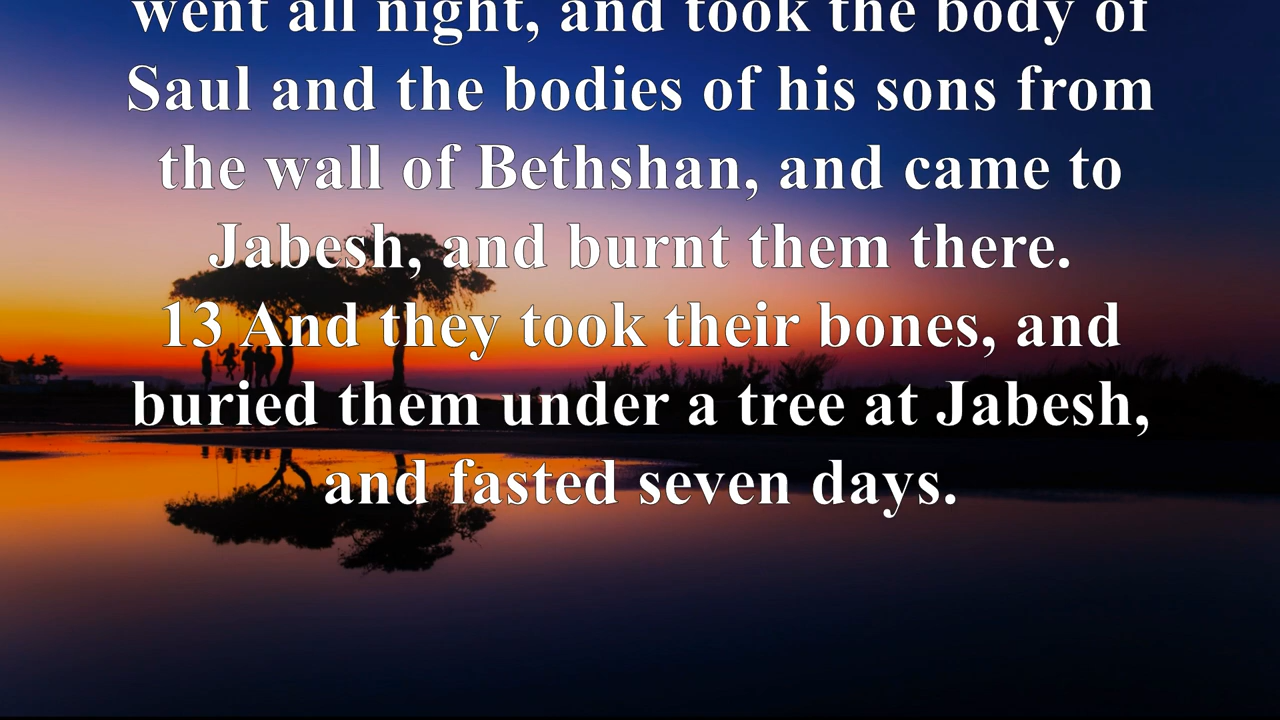 went all night, and took the body of
Saul and the bodies of his sons from
the wall of Bethshan, and came to
Jabesh, and burnt them there.
13 And they took their bones, and
buried them under a tree at Jabesh,
and fasted seven days.